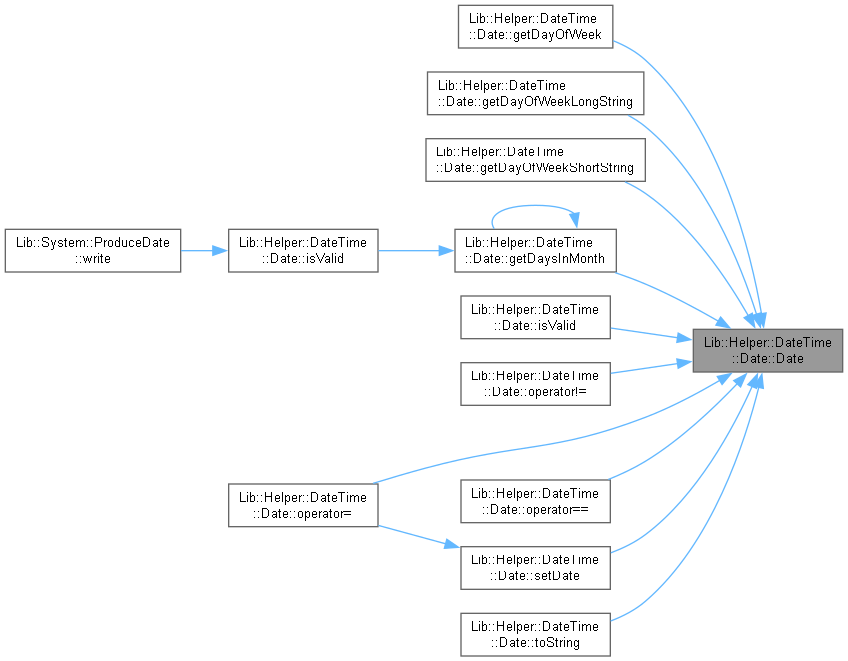 Lib::Helper::DateTime
::Date::getDayOfWeek
Lib::Helper::DateTime
::Date::getDayOfWeekLongString
Lib::Helper::DateTime
::Date::getDayOfWeekShortString
Lib::System::ProduceDate
::write
Lib::Helper::DateTime
::Date::isValid
Lib::Helper::DateTime
::Date::getDaysInMonth
Lib::Helper::DateTime
::Date::isValid
Lib::Helper::DateTime
::Date::Date
Lib::Helper::DateTime
::Date::operator!=
Lib::Helper::DateTime
::Date::operator=
Lib::Helper::DateTime
::Date::operator==
Lib::Helper::DateTime
::Date::setDate
Lib::Helper::DateTime
::Date::toString